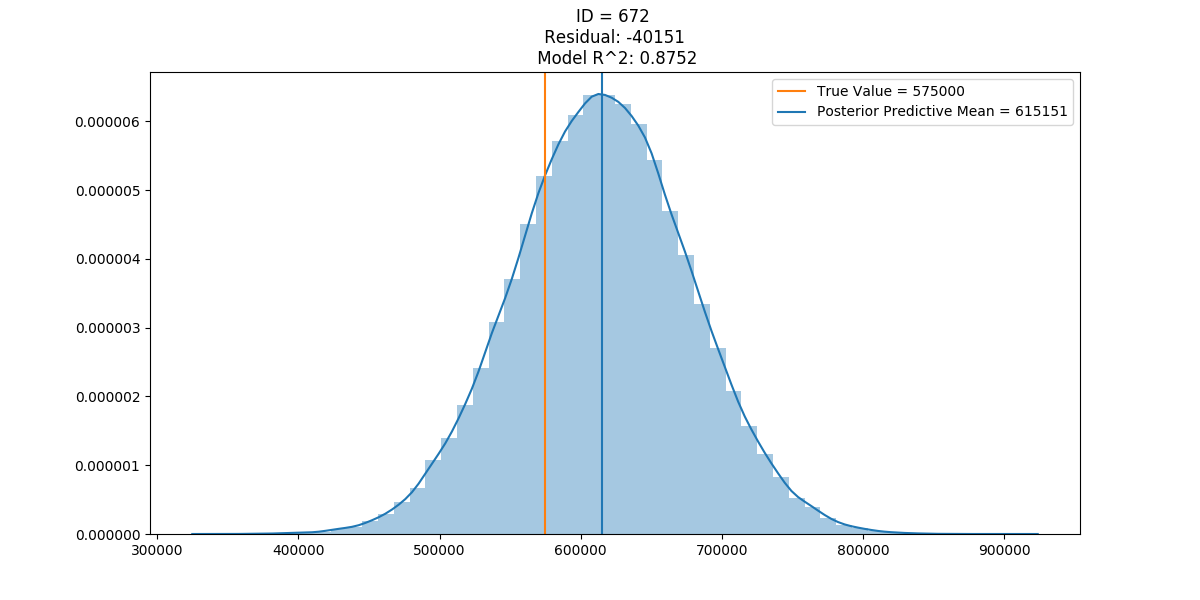 ID = 672
Residual: -40151
Model R^2: 0.8752
True Value = 575000
Posterior Predictive Mean = 615151
0.000006
0.000005
0.000004
0.000003
0.000002
0.000001
0.000000
300000 400000 500000 600000 700000 800000 900000